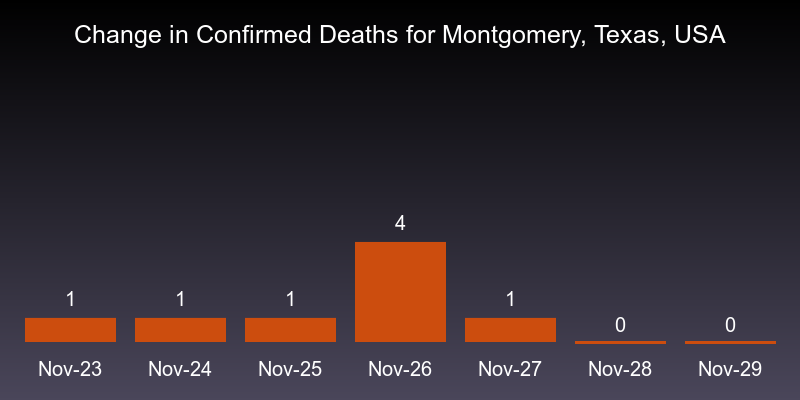 Change in Confirmed Deaths for Montgomery, Texas, USA
4
1 1 1 1
0 0
Nov-23 Nov-24 Nov-25 Nov-26 Nov-27 Nov-28 Nov-29